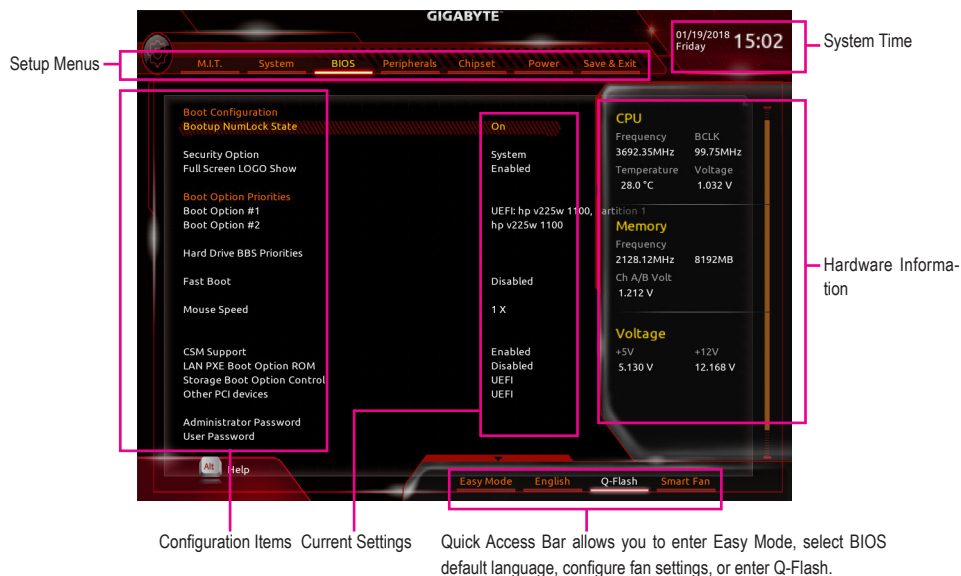 GIGABYTE
01/19/2018
Friday
15:02
System Time
Setup Menus
M.I.T. System BIOS Peripherals Chipset Power Save & Exit
Boot Configuration
Bootup NumLock State On
Security Option System
Full Screen LOGO Show Enabled
Boot Option Priorities
Boot Option #1 UEFI: hp v225w 1100, artition 1
Boot Option #2 hp v225w 1100
Hard Drive BBS Priorities
Fast Boot Disabled
Mouse Speed 1 X
CSM Support Enabled
LAN PXE Boot Option ROM Disabled
Storage Boot Option Control UEFI
Other PCI devices UEFI
Administrator Password
User Password
CPU
Frequency BCLK
3692.35MHz 99.75MHz
Temperature Voltage
28.0 °C 1.032 V
Memory
Frequency
2128.12MHz 8192MB
Ch A/B Volt
1.212 V
Voltage
+5V +12V
5.130 V 12.168 V
Hardware Informa-
tion
Alt Help
Easy Mode English Q-Flash Smart Fan
Configuration Items Current Settings
Quick Access Bar allows you to enter Easy Mode, select BIOS
default language, configure fan settings, or enter Q-Flash.